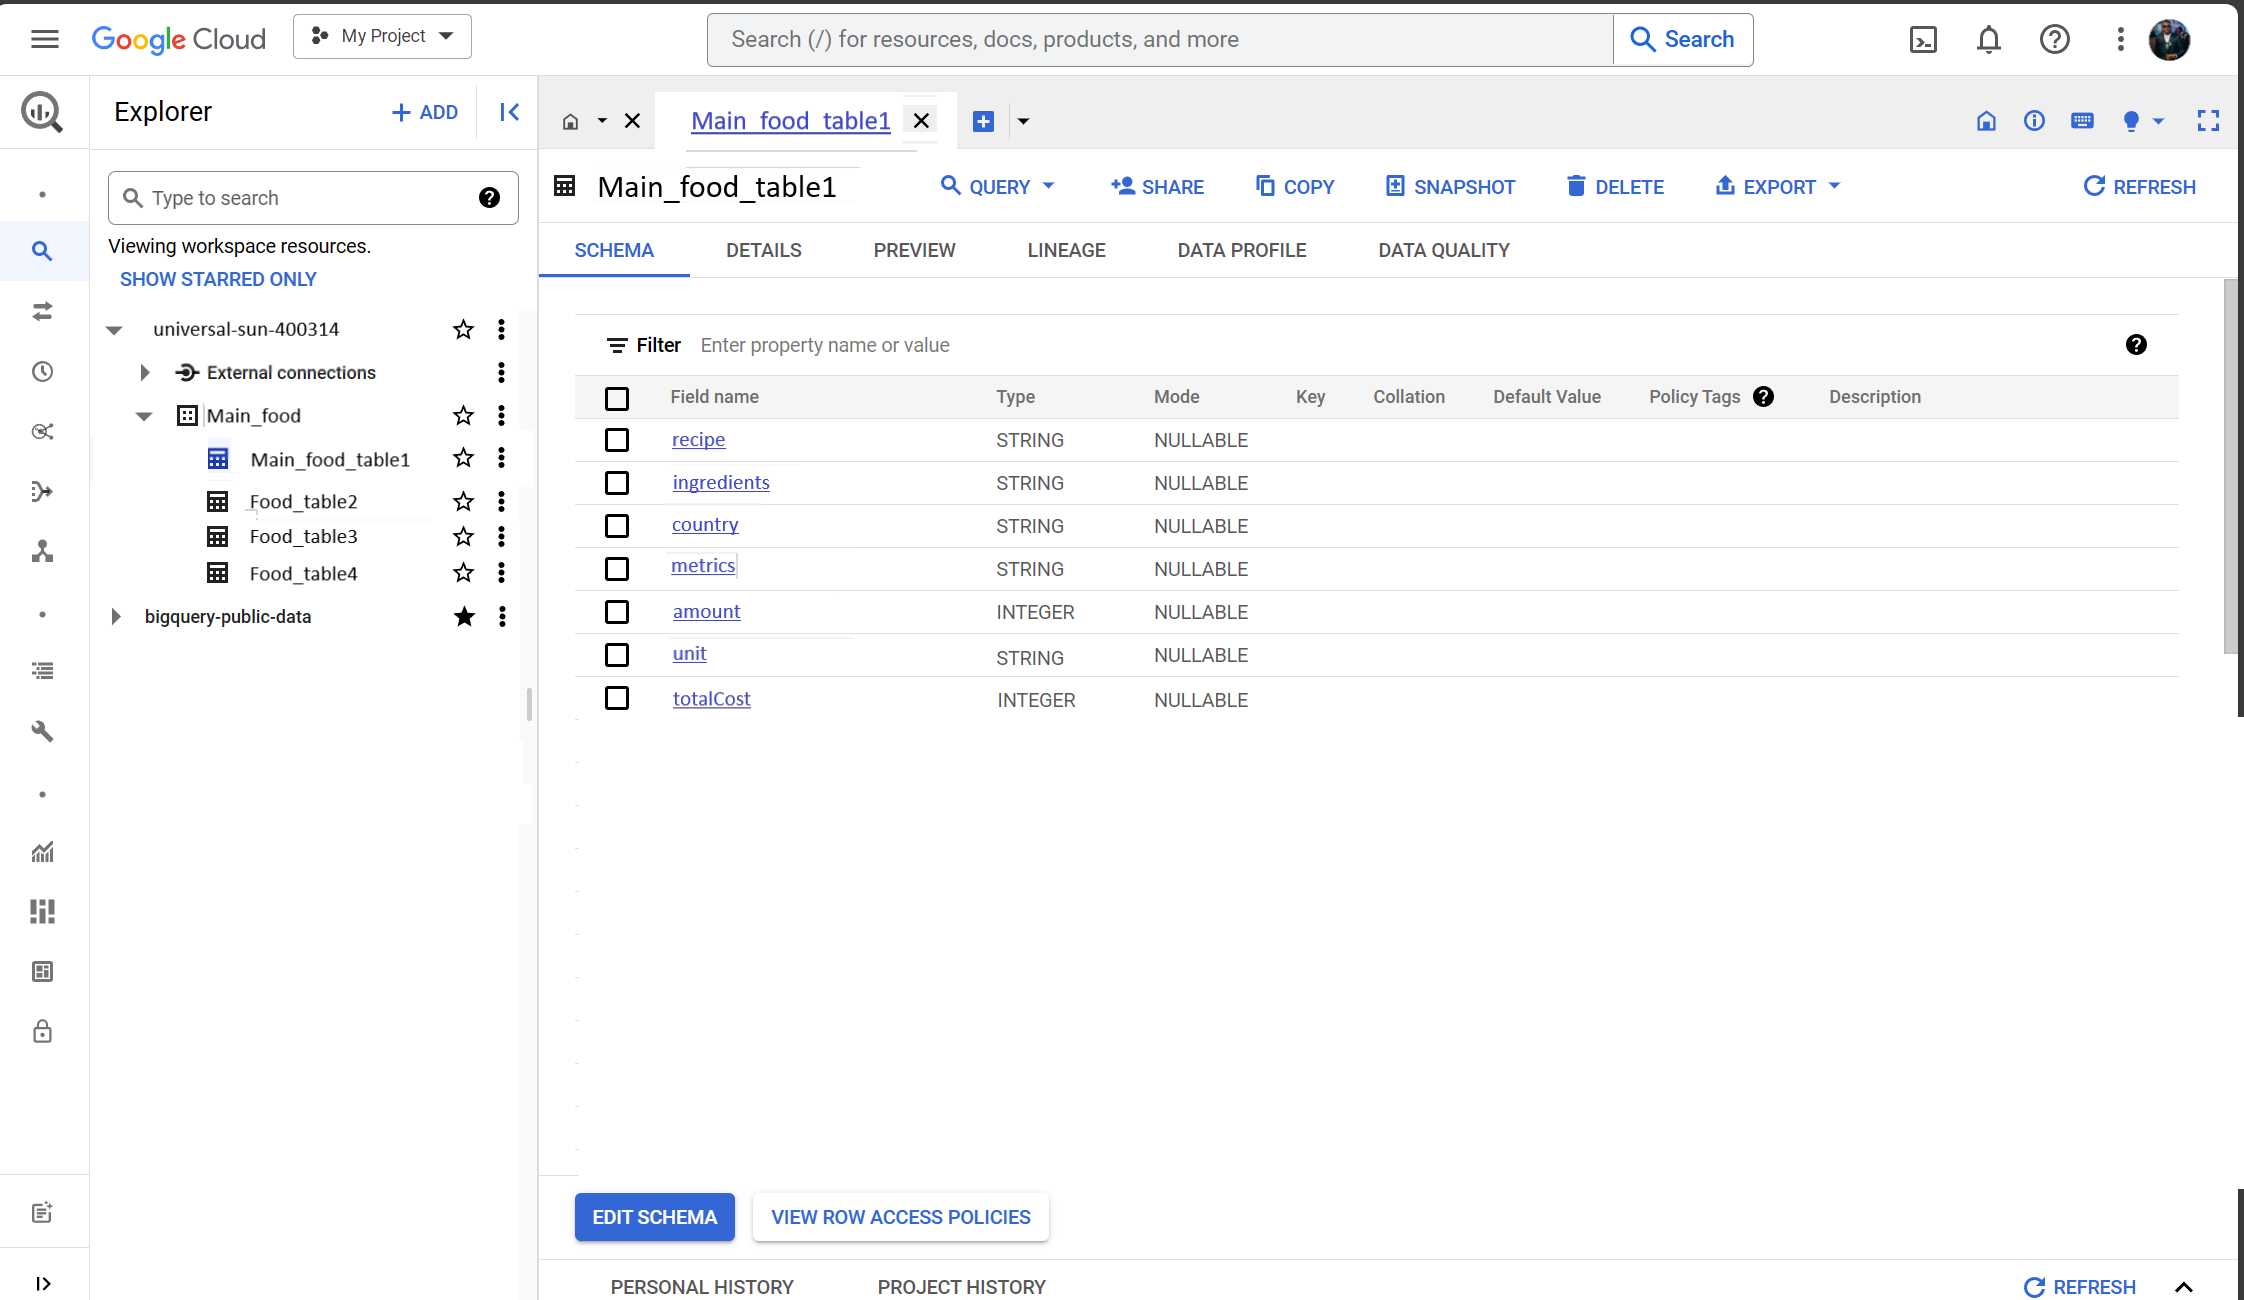 Google Cloud My Project Search (/) for resources, docs, products, and more Search
Explorer + ADD
Main_food_table1
Main_food_table1 QUERY SHARE COPY SNAPSHOT DELETE EXPORT REFRESH
Type to search
Viewing workspace resources.
SHOW STARRED ONLY
universal-sun-400314
External connections
Main_food
Main_food_table1
Food_table2
Food_table3
Food_table4
bigquery-public-data
SCHEMA DETAILS PREVIEW LINEAGE DATA PROFILE DATA QUALITY
Filter Enter property name or value
Field name Type Mode Key Collation Default Value Policy Tags Description
recipe STRING NULLABLE
ingredients STRING NULLABLE
country STRING NULLABLE
metrics STRING NULLABLE
amount INTEGER NULLABLE
unit STRING NULLABLE
totalCost INTEGER NULLABLE
EDIT SCHEMA VIEW ROW ACCESS POLICIES
PERSONAL HISTORY PROJECT HISTORY REFRESH